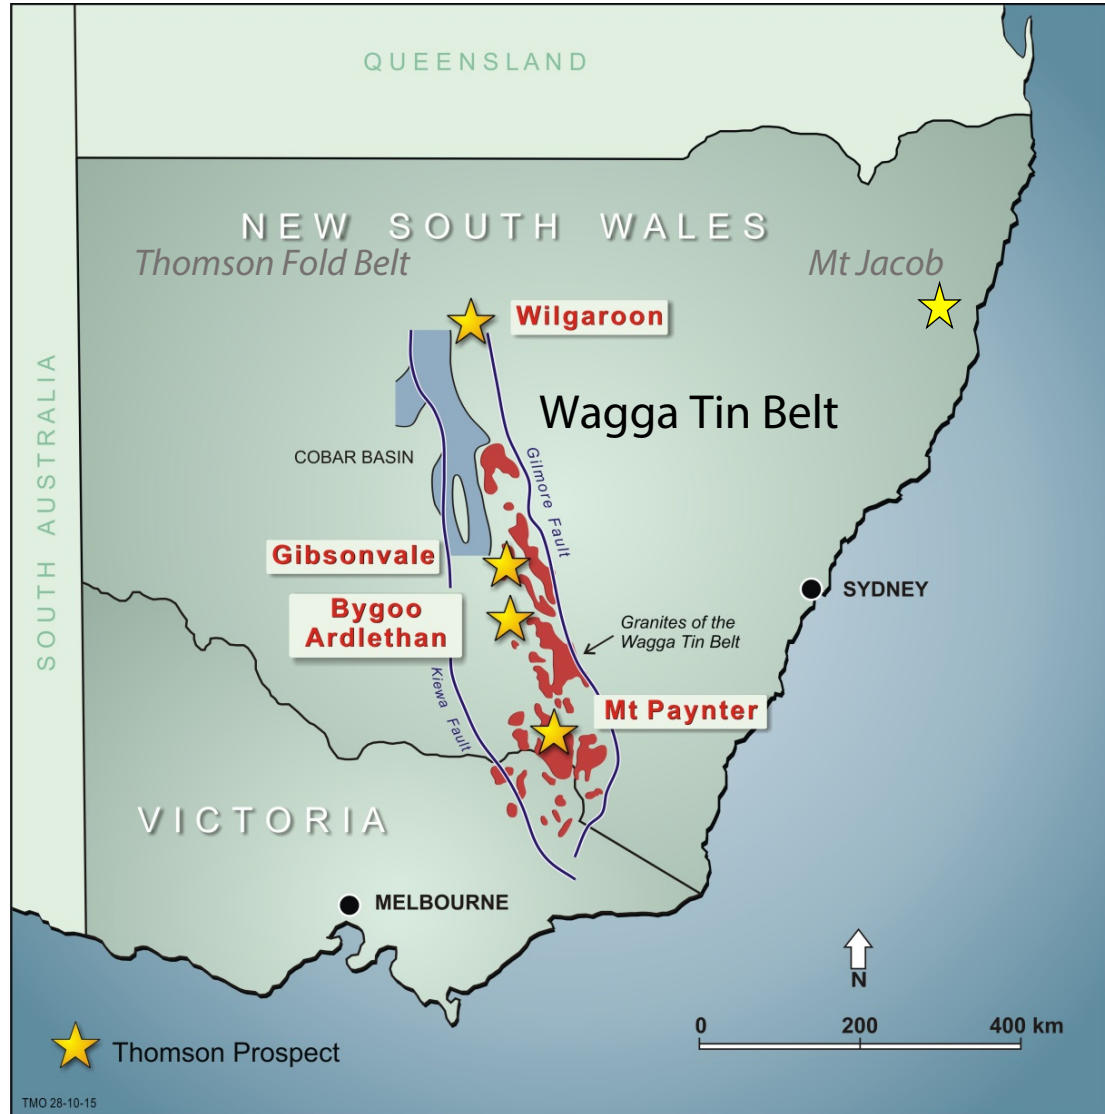 QUEENSLAND
NEW SOUTH WALES
Thomson Fold Belt
Mt Jacob
Wilgaroon
SOUTH AUSTRALIA
Wagga Tin Belt
COBAR BASIN
Gilmore Fault
Gibsonvale
SYDNEY
Bygoo
Ardlethan
Granites of the
Wagga Tin Belt
Kiewa Fault
Mt Paynter
VICTORIA
MELBOURNE
N
0 200 400 km
Thomson Prospect
TMO 28-10-15